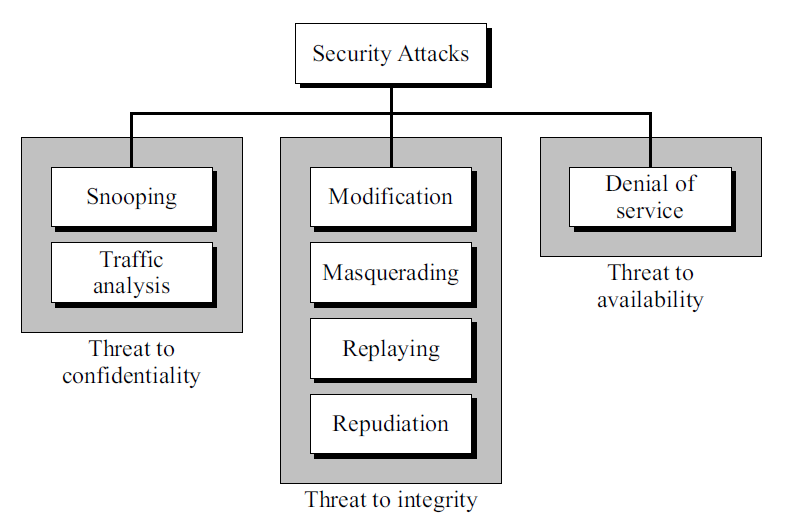 Security Attacks
Snooping
Traffic
analysis
Threat to
confidentiality
Modification
Masquerading
Replaying
Repudiation
Threat to integrity
Denial of
service
Threat to
availability